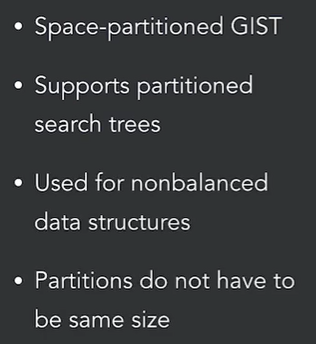 • Space-partitioned GIST
• Supports partitioned
search trees
• Used for nonbalanced
data structures
• Partitions do not have to
be same size